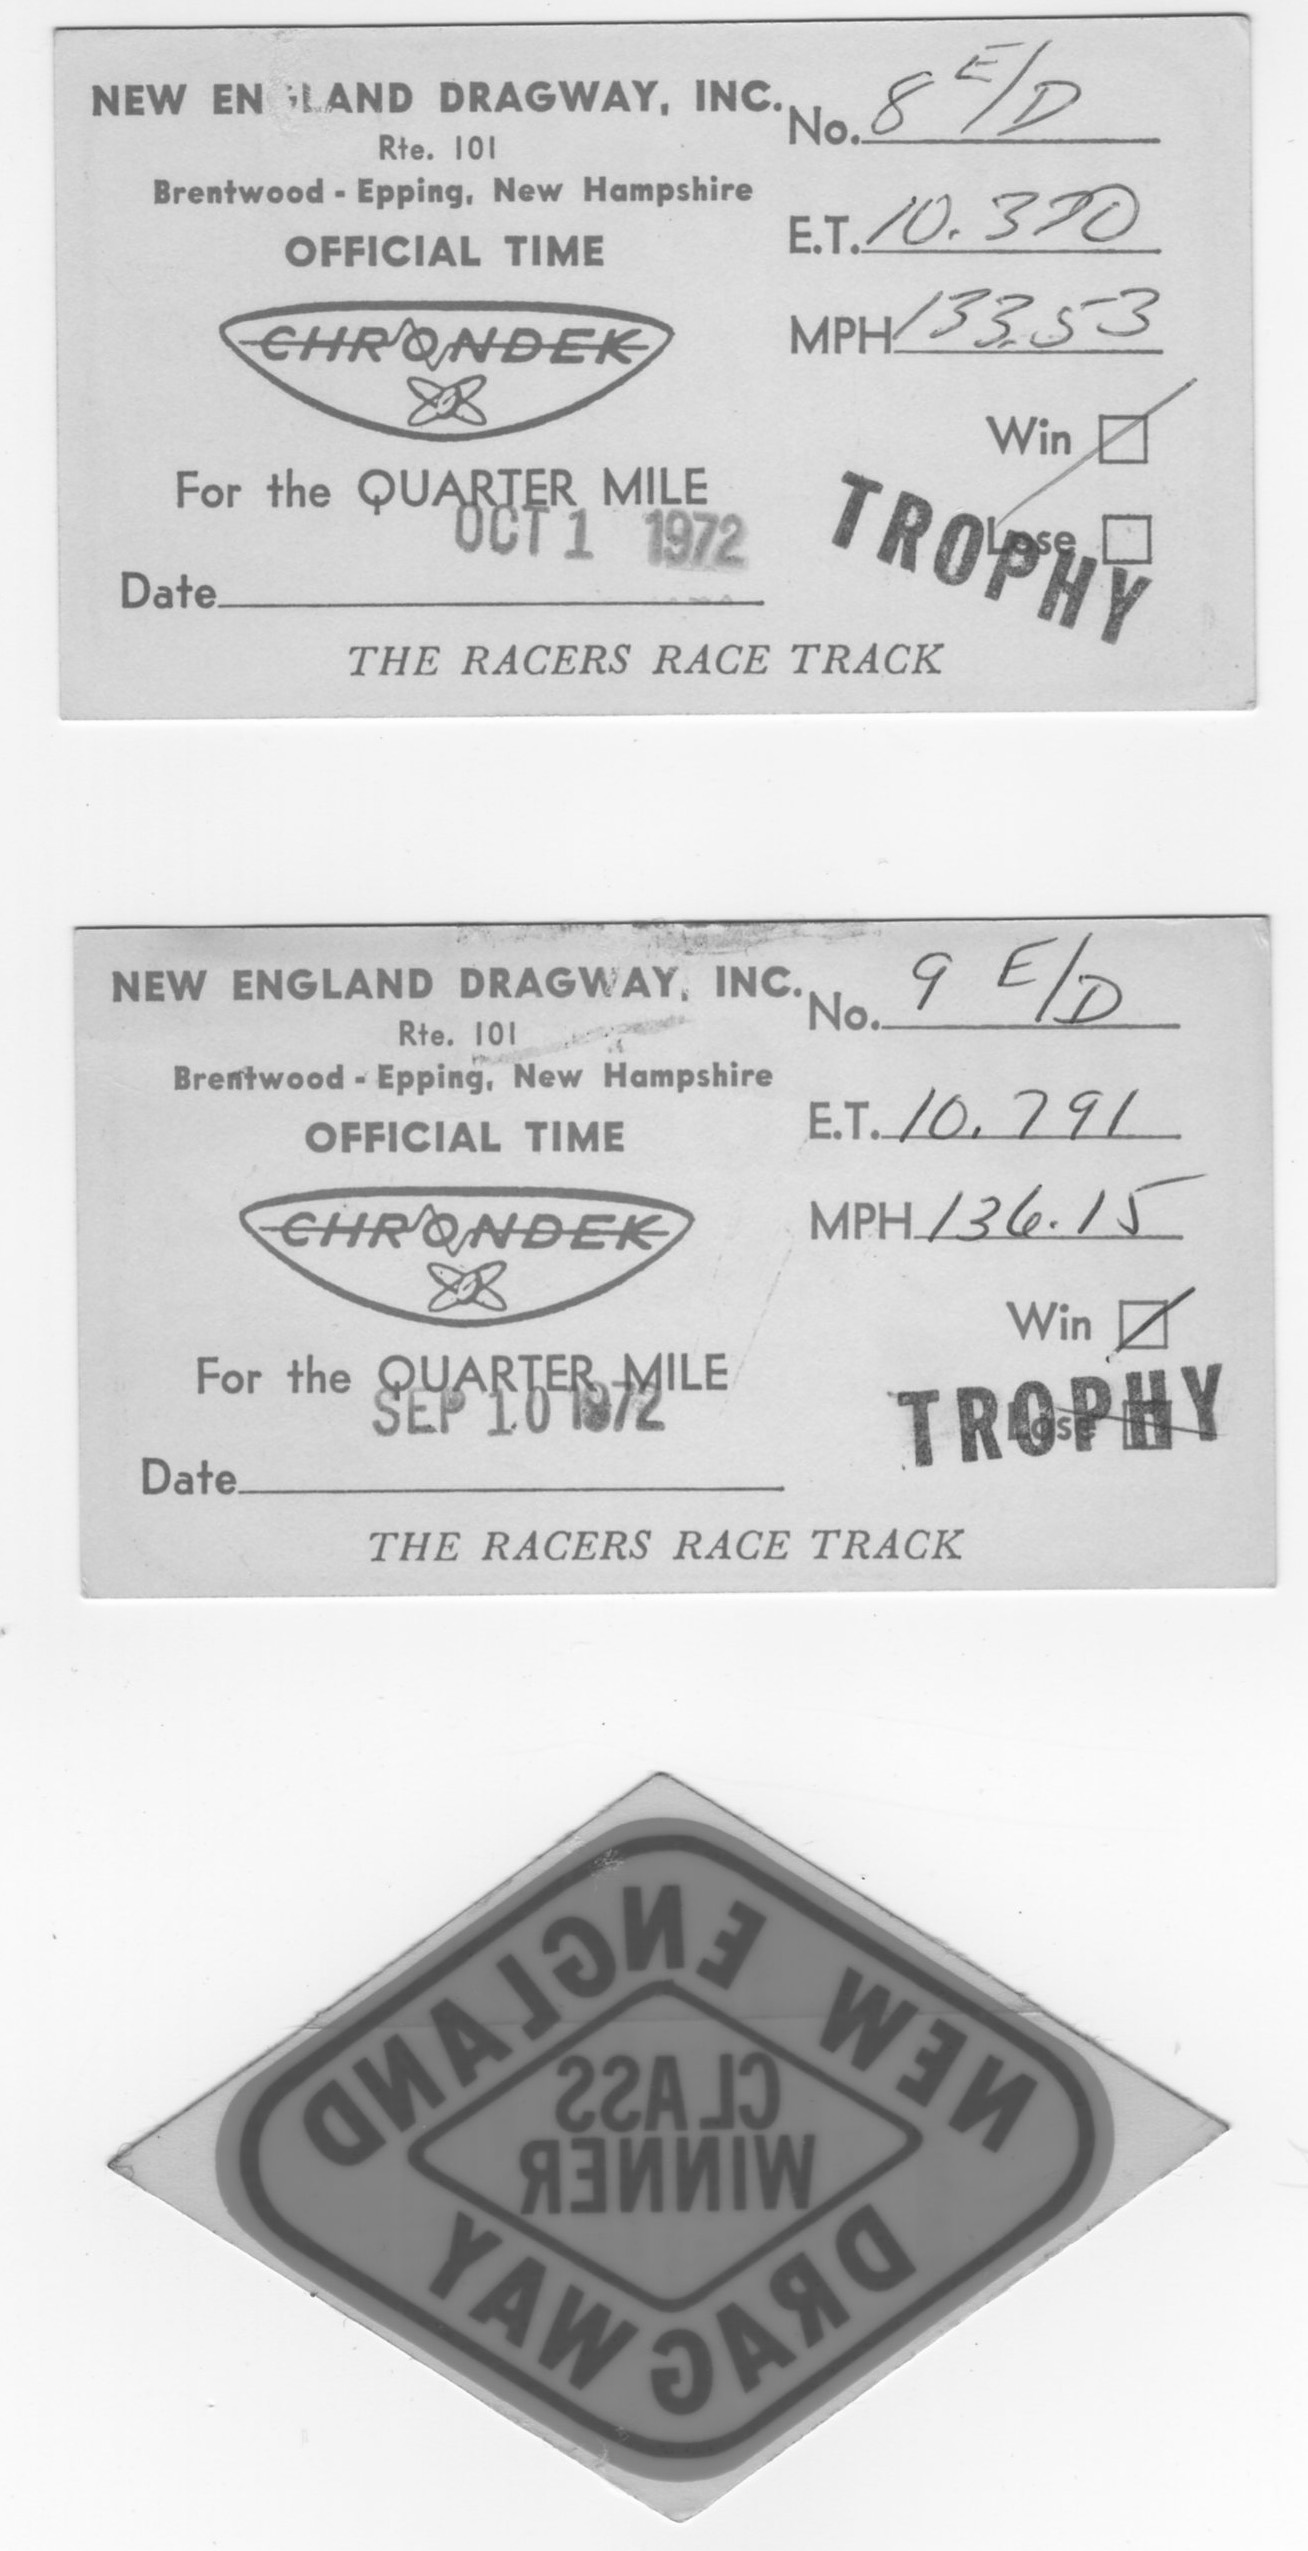 NEW ENGLAND DRAGWAY, INC.
Rte. 101
Brentwood - Epping, New Hampshire
OFFICIAL TIME
CHRONDEK
For the QUARTER MILE
OCT 1 1972
Date
No. 8 E/D
E.T. 10.370
MPH 133.53
Win
Lose
TROPHY
THE RACERS RACE TRACK
NEW ENGLAND DRAGWAY, INC.
Rte. 101
Brentwood - Epping, New Hampshire
OFFICIAL TIME
CHRONDEK
For the QUARTER MILE
SEP 10 1972
Date
No. 9 E/D
E.T. 10.791
MPH 136.15
Win
Lose
TROPHY
THE RACERS RACE TRACK
NEW ENGLAND
CLASS
WINNER
DRAGWAY